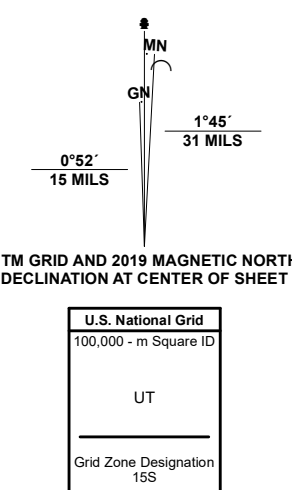 MN
GN
1°45´
31 MILS
0°52´
15 MILS
TM GRID AND 2019 MAGNETIC NORTH
DECLINATION AT CENTER OF SHEET
U.S. National Grid
100,000 - m Square ID
UT
Grid Zone Designation
15S